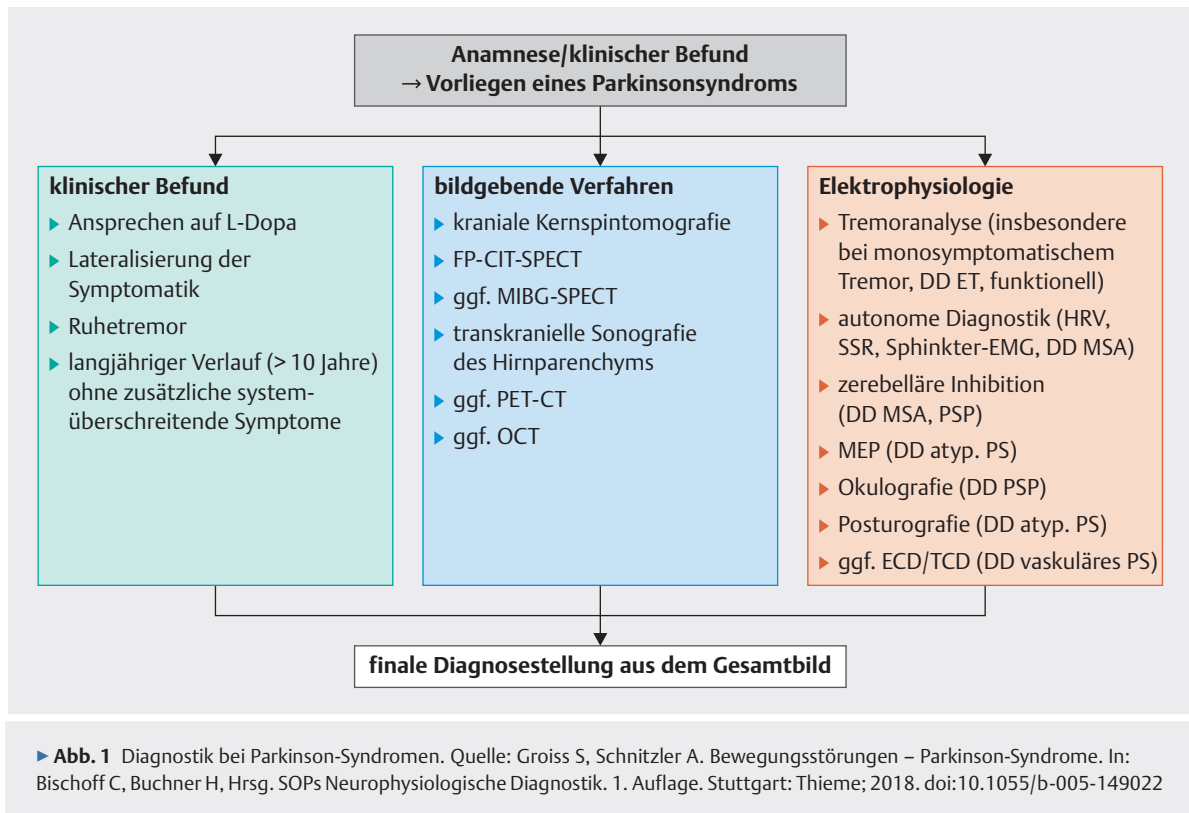 Anamnese/klinischer Befund
→ Vorliegen eines Parkinsonsyndroms
klinischer Befund
▶ Ansprechen auf L-Dopa
▶ Lateralisierung der
Symptomatik
▶ Ruhetremor
▶ langjähriger Verlauf (> 10 Jahre)
ohne zusätzliche system-
überschreitende Symptome
bildgebende Verfahren
▶ kraniale Kernspintomografie
▶ FP-CIT-SPECT
▶ ggf. MIBG-SPECT
▶ transkranielle Sonografie
des Hirnparenchyms
▶ ggf. PET-CT
▶ ggf. OCT
Elektrophysiologie
▶ Tremoranalyse (insbesondere
bei monosymptomatischem
Tremor, DD ET, funktionell)
▶ autonome Diagnostik (HRV,
SSR, Sphinkter-EMG, DD MSA)
▶ zerebelläre Inhibition
(DD MSA, PSP)
▶ MEP (DD atyp. PS)
▶ Okulografie (DD PSP)
▶ Posturografie (DD atyp. PS)
▶ ggf. ECD/TCD (DD vaskuläres PS)
finale Diagnosestellung aus dem Gesamtbild
▶ Abb. 1 Diagnostik bei Parkinson-Syndromen. Quelle: Groiss S, Schnitzler A. Bewegungsstörungen – Parkinson-Syndrome. In:
Bischoff C, Buchner H, Hrsg. SOPs Neurophysiologische Diagnostik. 1. Auflage. Stuttgart: Thieme; 2018. doi:10.1055/b-005-149022